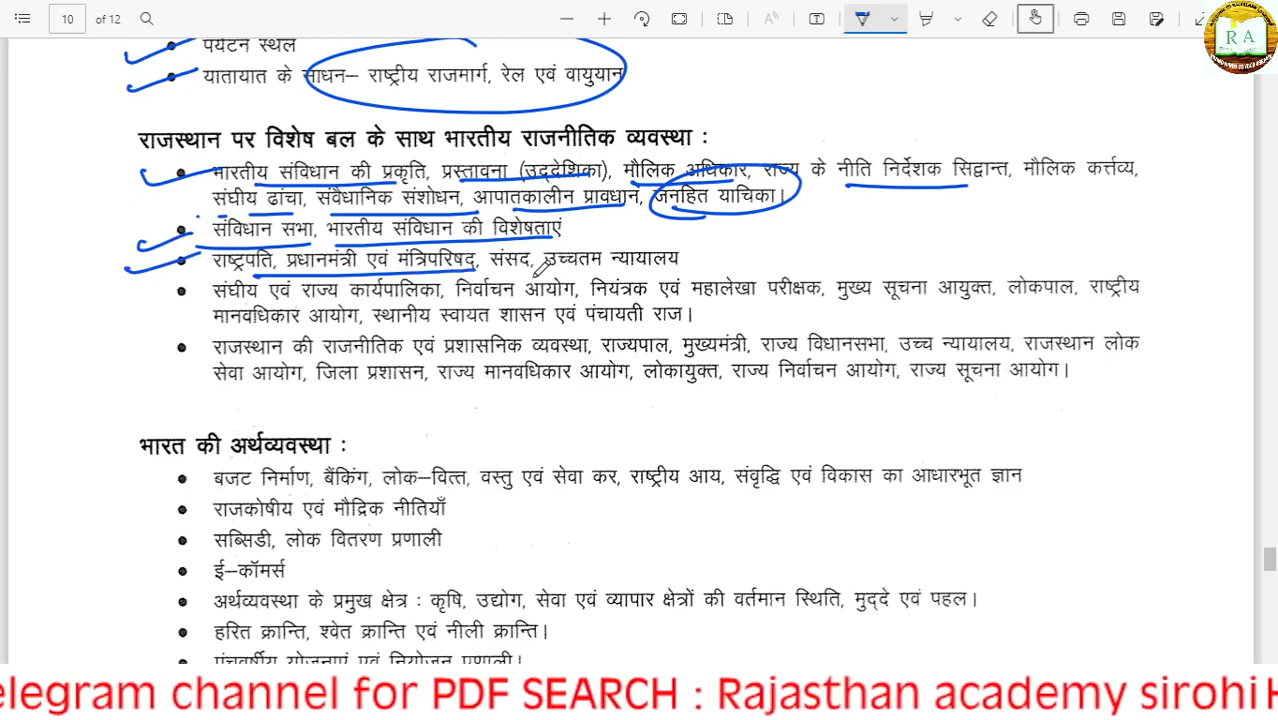 10 of 12
RA
पर्यटन स्थल
यातायात के साधन– राष्ट्रीय राजमार्ग, रेल एवं वायुयान
राजस्थान पर विशेष बल के साथ भारतीय राजनीतिक व्यवस्था :
भारतीय संविधान की प्रकृति, प्रस्तावना (उद्देशिका), मौलिक अधिकार, राज्य के नीति निर्देशक सिद्वान्त, मौलिक कर्त्तव्य,
संघीय ढांचा, संवैधानिक संशोधन, आपातकालीन प्रावधान, जनहित याचिका।
संविधान सभा, भारतीय संविधान की विशेषताएं
राष्ट्रपति, प्रधानमंत्री एवं मंत्रिपरिषद्, संसद, उच्चतम न्यायालय
संघीय एवं राज्य कार्यपालिका, निर्वाचन आयोग, नियंत्रक एवं महालेखा परीक्षक, मुख्य सूचना आयुक्त, लोकपाल, राष्ट्रीय
मानवधिकार आयोग, स्थानीय स्वायत शासन एवं पंचायती राज।
राजस्थान की राजनीतिक एवं प्रशासनिक व्यवस्था, राज्यपाल, मुख्यमंत्री, राज्य विधानसभा, उच्च न्यायालय, राजस्थान लोक
सेवा आयोग, जिला प्रशासन, राज्य मानवधिकार आयोग, लोकायुक्त, राज्य निर्वाचन आयोग, राज्य सूचना आयोग।
भारत की अर्थव्यवस्था :
बजट निर्माण, बैंकिंग, लोक–वित्त, वस्तु एवं सेवा कर, राष्ट्रीय आय, संवृद्धि एवं विकास का आधारभूत ज्ञान
राजकोषीय एवं मौद्रिक नीतियाँ
सब्सिडी, लोक वितरण प्रणाली
ई–कॉमर्स
अर्थव्यवस्था के प्रमुख क्षेत्र : कृषि, उद्योग, सेवा एवं व्यापार क्षेत्रों की वर्तमान स्थिति, मुद्दे एवं पहल।
हरित क्रान्ति, श्वेत क्रान्ति एवं नीली क्रान्ति।
पंचवर्षीय योजनाएं एवं नियोजन प्रणाली।
elegram channel for PDF SEARCH : Rajasthan academy sirohi H